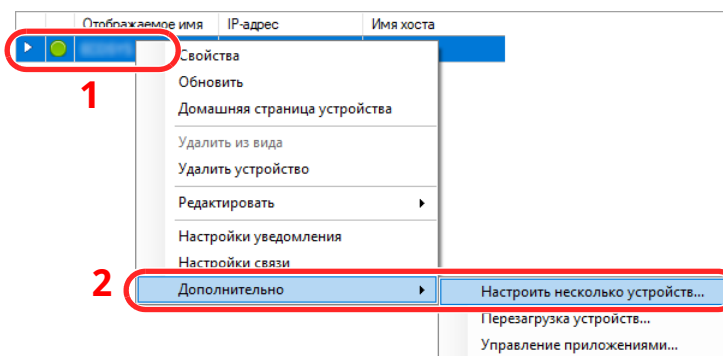 Отображаемое имя IP-адрес Имя хоста
1
Свойства
Обновить
Домашняя страница устройства
Удалить из вида
Удалить устройство
Редактировать
Настройки уведомления
Настройки связи
2
Дополнительно
Настроить несколько устройств...
Перезагрузка устройств...
Управление приложениями...